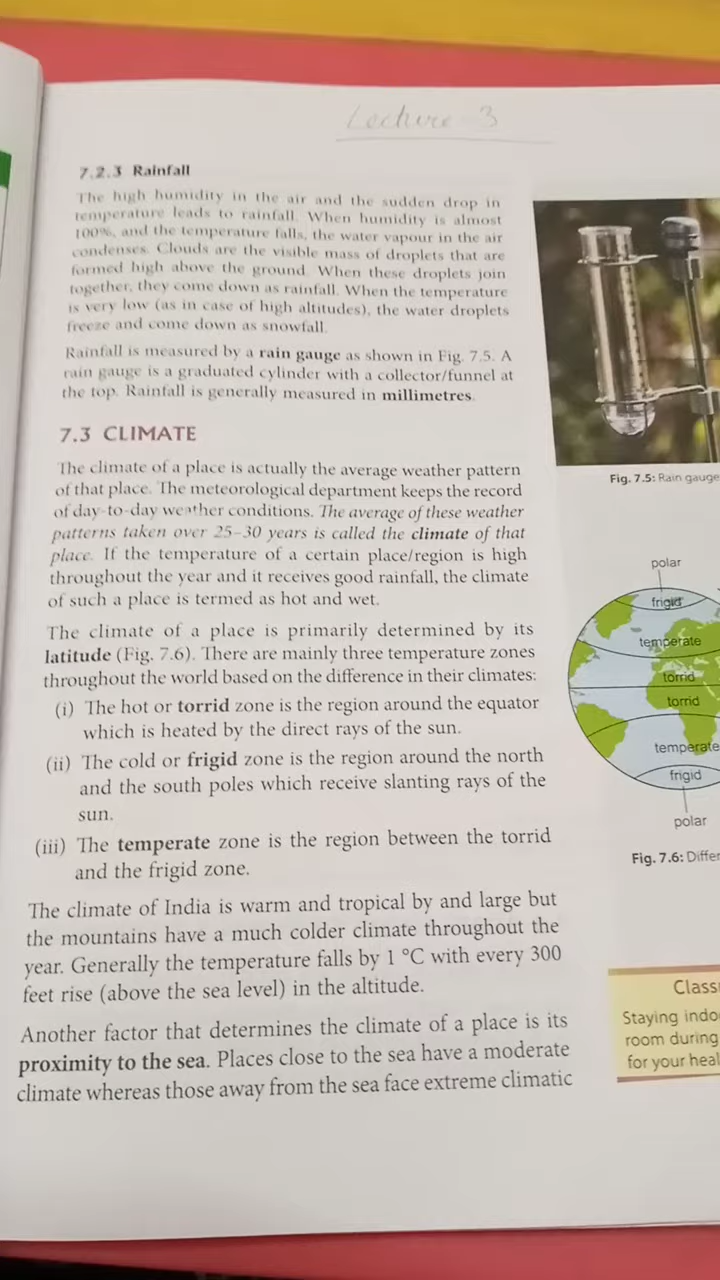 Lecture - 3
7.2.3 Rainfall
The high humidity in the air and the sudden drop in
temperature leads to rainfall. When humidity is almost
100%, and the temperature falls, the water vapour in the air
condenses. Clouds are the visible mass of droplets that are
formed high above the ground. When these droplets join
together, they come down as rainfall. When the temperature
is very low (as in case of high altitudes), the water droplets
freeze and come down as snowfall.
Rainfall is measured by a rain gauge as shown in Fig. 7.5. A
rain gauge is a graduated cylinder with a collector/funnel at
the top. Rainfall is generally measured in millimetres.
7.3 CLIMATE
The climate of a place is actually the average weather pattern
of that place. The meteorological department keeps the record
of day-to-day weather conditions. The average of these weather
patterns taken over 25–30 years is called the climate of that
place. If the temperature of a certain place/region is high
throughout the year and it receives good rainfall, the climate
of such a place is termed as hot and wet.
The climate of a place is primarily determined by its
latitude (Fig. 7.6). There are mainly three temperature zones
throughout the world based on the difference in their climates:
(i) The hot or torrid zone is the region around the equator
which is heated by the direct rays of the sun.
(ii) The cold or frigid zone is the region around the north
and the south poles which receive slanting rays of the
sun.
(iii) The temperate zone is the region between the torrid
and the frigid zone.
The climate of India is warm and tropical by and large but
the mountains have a much colder climate throughout the
year. Generally the temperature falls by 1 °C with every 300
feet rise (above the sea level) in the altitude.
Another factor that determines the climate of a place is its
proximity to the sea. Places close to the sea have a moderate
climate whereas those away from the sea face extreme climatic
Fig. 7.5: Rain gauge
polar
frigid
temperate
torrid
torrid
temperate
frigid
polar
Fig. 7.6: Differ
Class
Staying indo
room during
for your heal